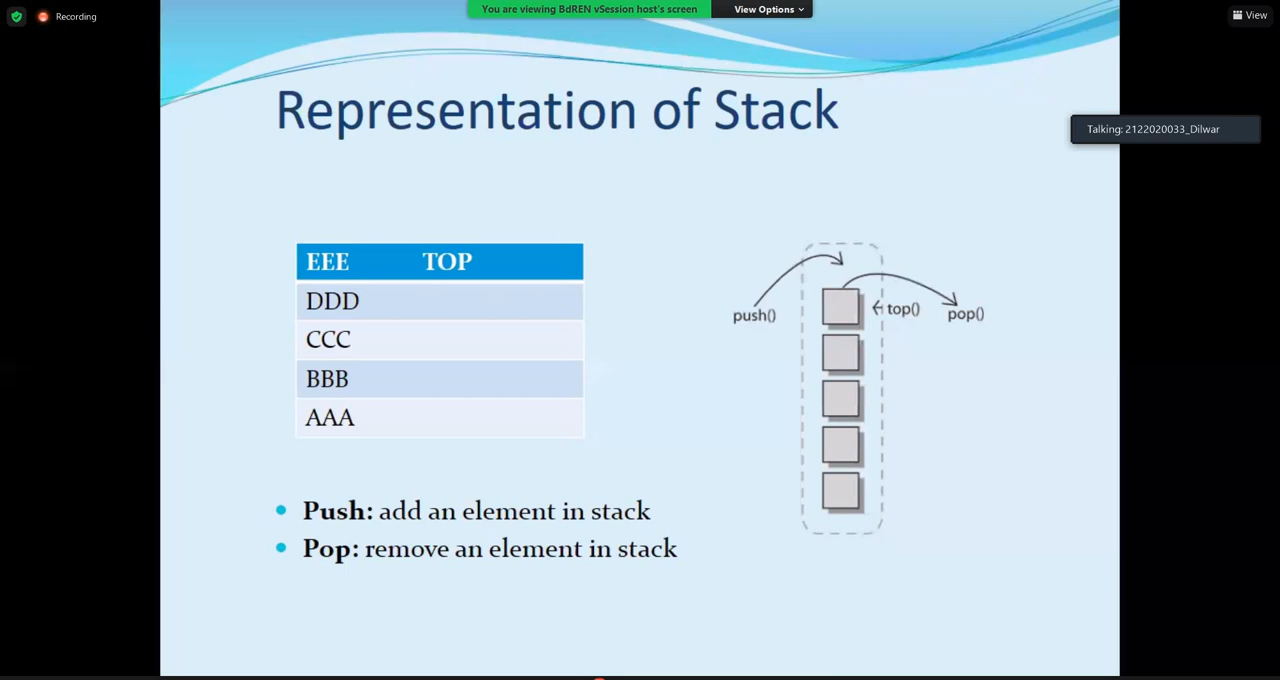 Recording
You are viewing BdREN vSession host's screen
View Options
View
Talking: 2122020033_Dilwar
Representation of Stack
EEE TOP
DDD
CCC
BBB
AAA
push()
top()
pop()
Push: add an element in stack
Pop: remove an element in stack